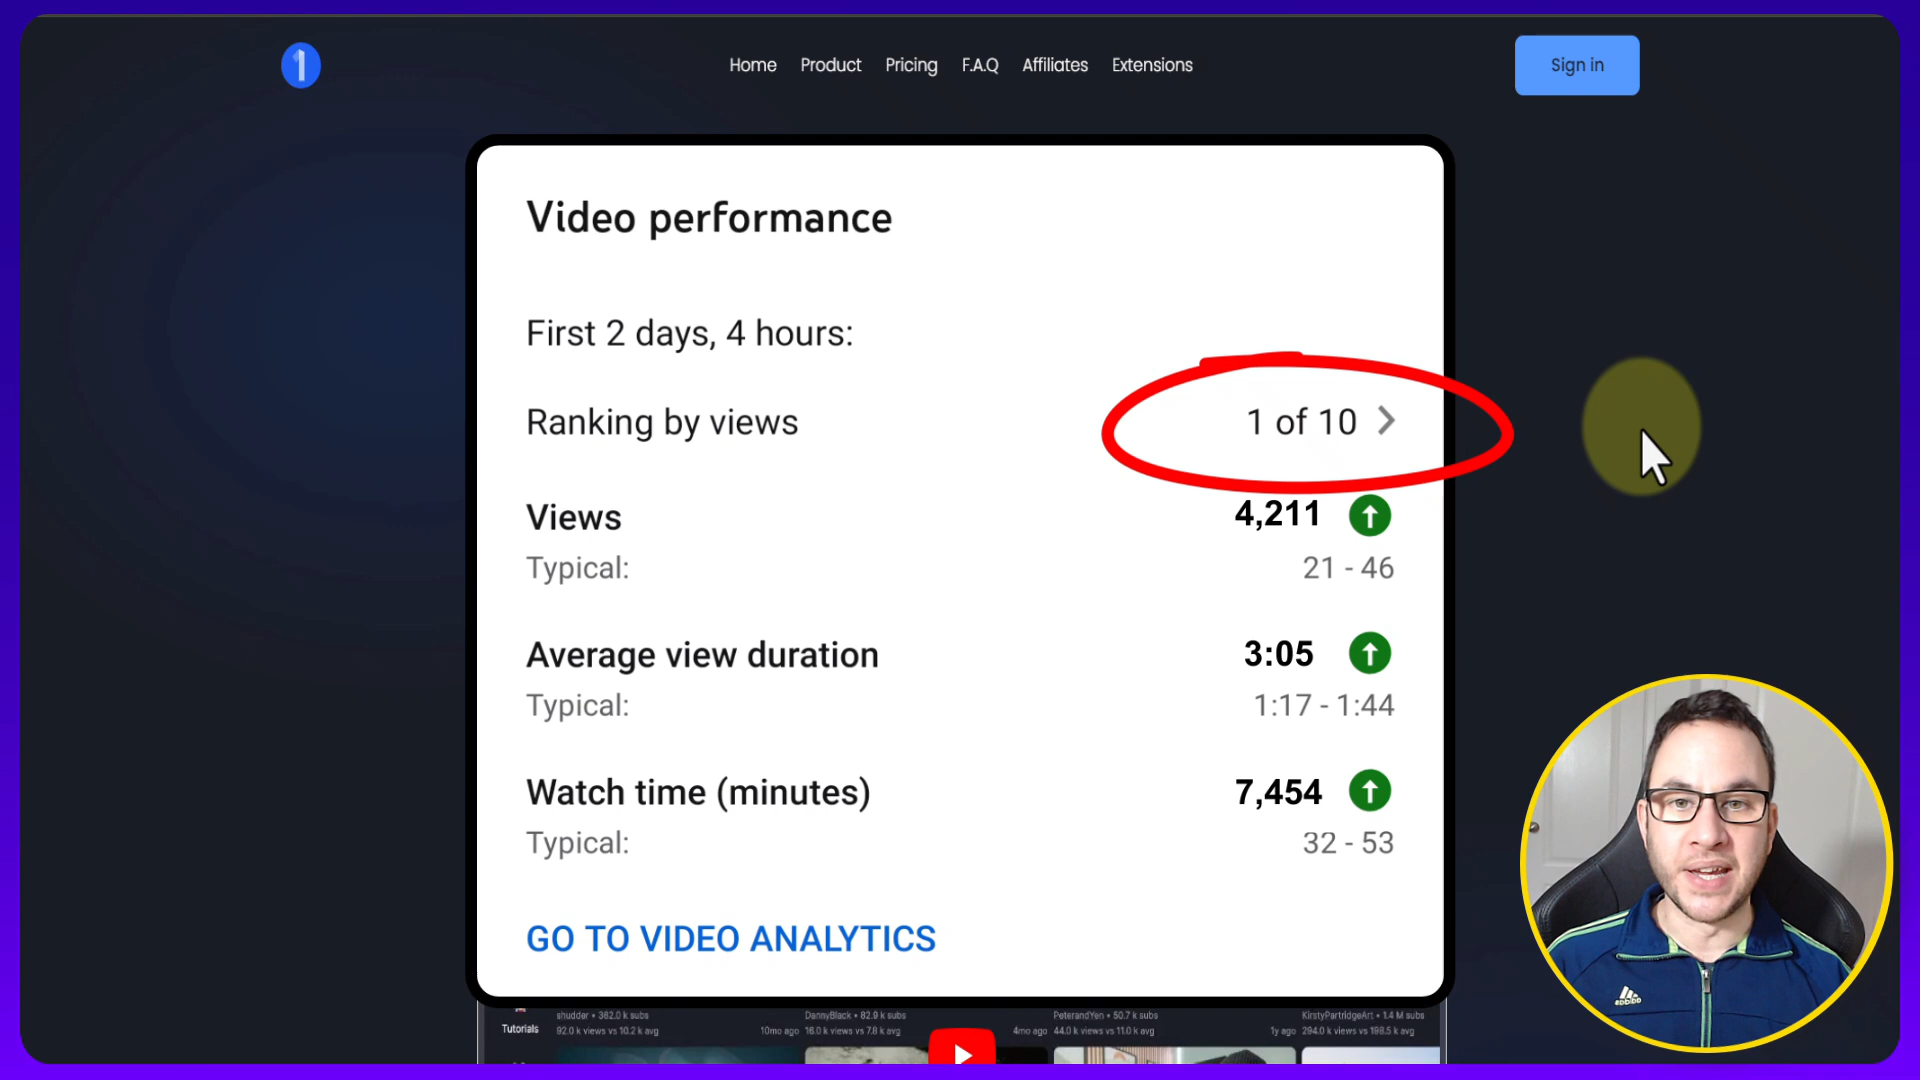 1
Home Product Pricing F.A.Q Affiliates Extensions
Sign in
Video performance
First 2 days, 4 hours:
Ranking by views 1 of 10
Views 4,211
Typical: 21 - 46
Average view duration 3:05
Typical: 1:17 - 1:44
Watch time (minutes) 7,454
Typical: 32 - 53
GO TO VIDEO ANALYTICS
Tutorials
shudder • 362.0 k subs
92.0 k views vs 10.2 k avg 10mo ago
DannyBlack • 82.9 k subs
16.0 k views vs 7.8 k avg 4mo ago
PeterandYen • 50.7 k subs
44.0 k views vs 11.0 k avg 1y ago
KirstyPartridgeArt • 1.4 M subs
294.0 k views vs 198.5 k avg
adidas